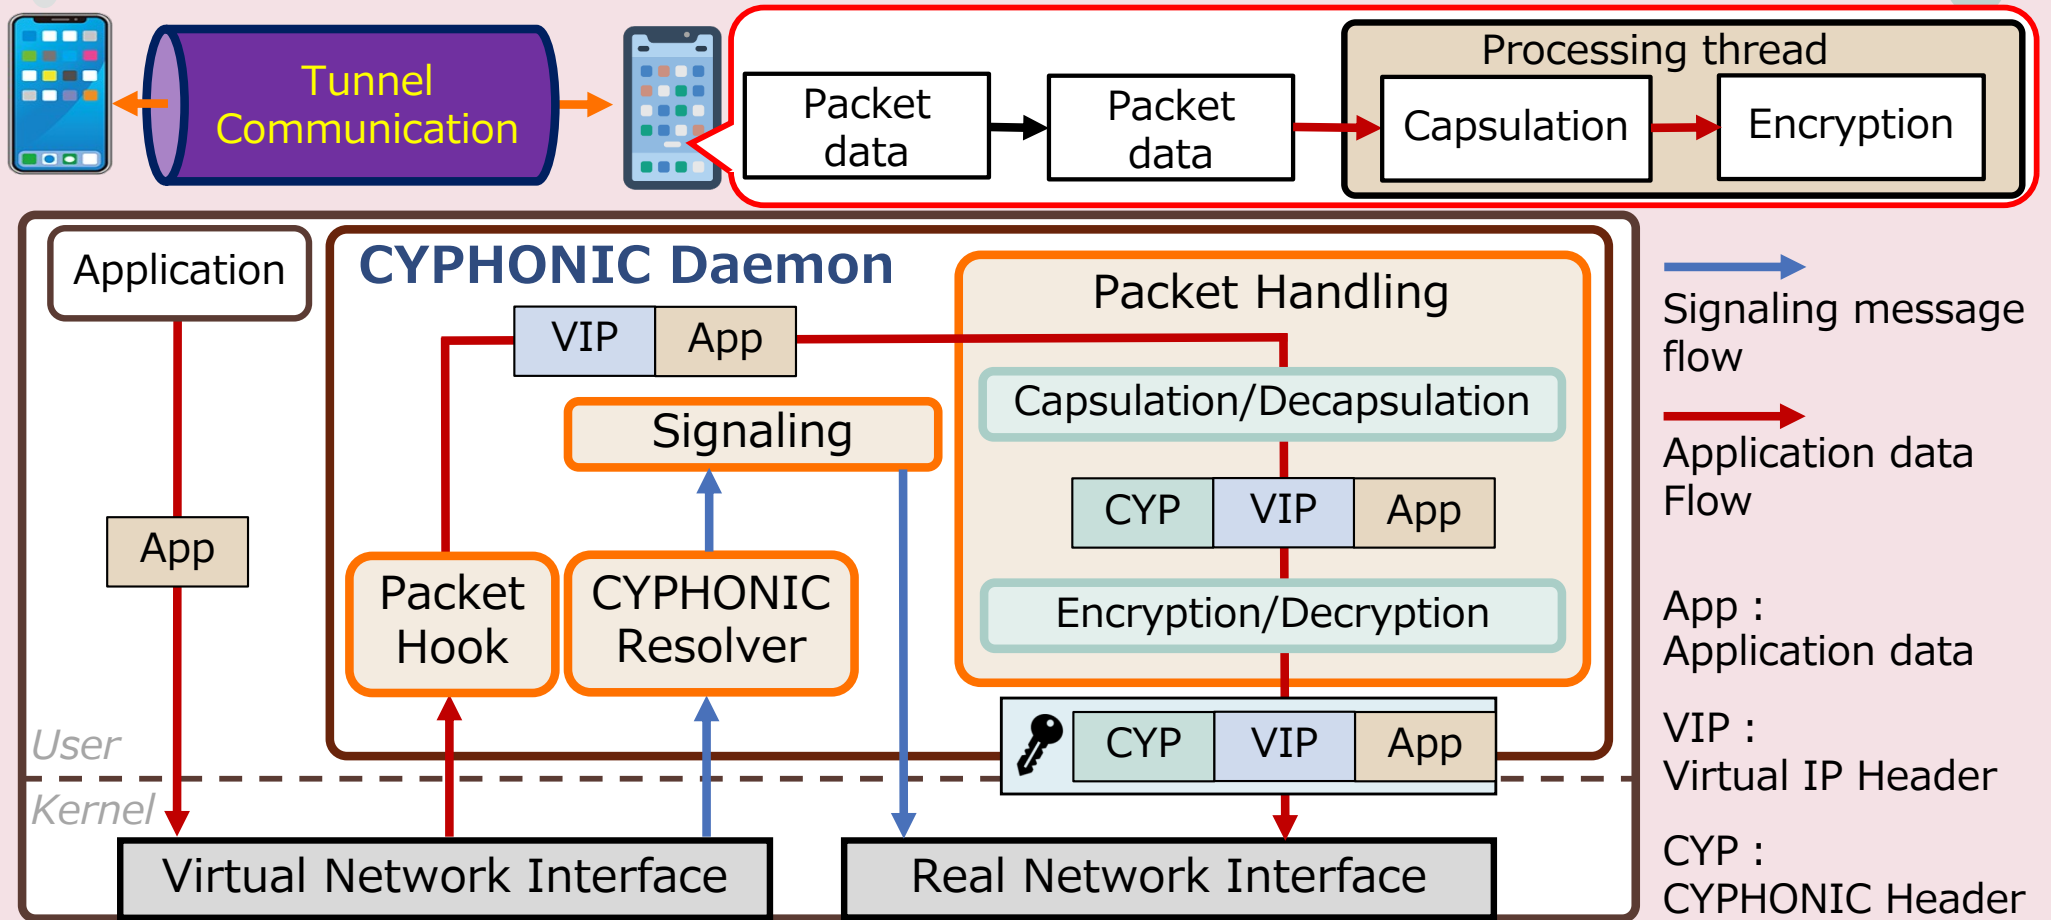 Tunnel
Communication
Packet
data
Packet
data
Processing thread
Capsulation
Encryption
Application
CYPHONIC Daemon
Packet Handling
VIP
App
Capsulation/Decapsulation
Signaling
CYP
VIP
App
App
Packet
Hook
CYPHONIC
Resolver
Encryption/Decryption
CYP
VIP
App
User
Kernel
Virtual Network Interface
Real Network Interface
Signaling message
flow
Application data
Flow
App :
Application data
VIP :
Virtual IP Header
CYP :
CYPHONIC Header